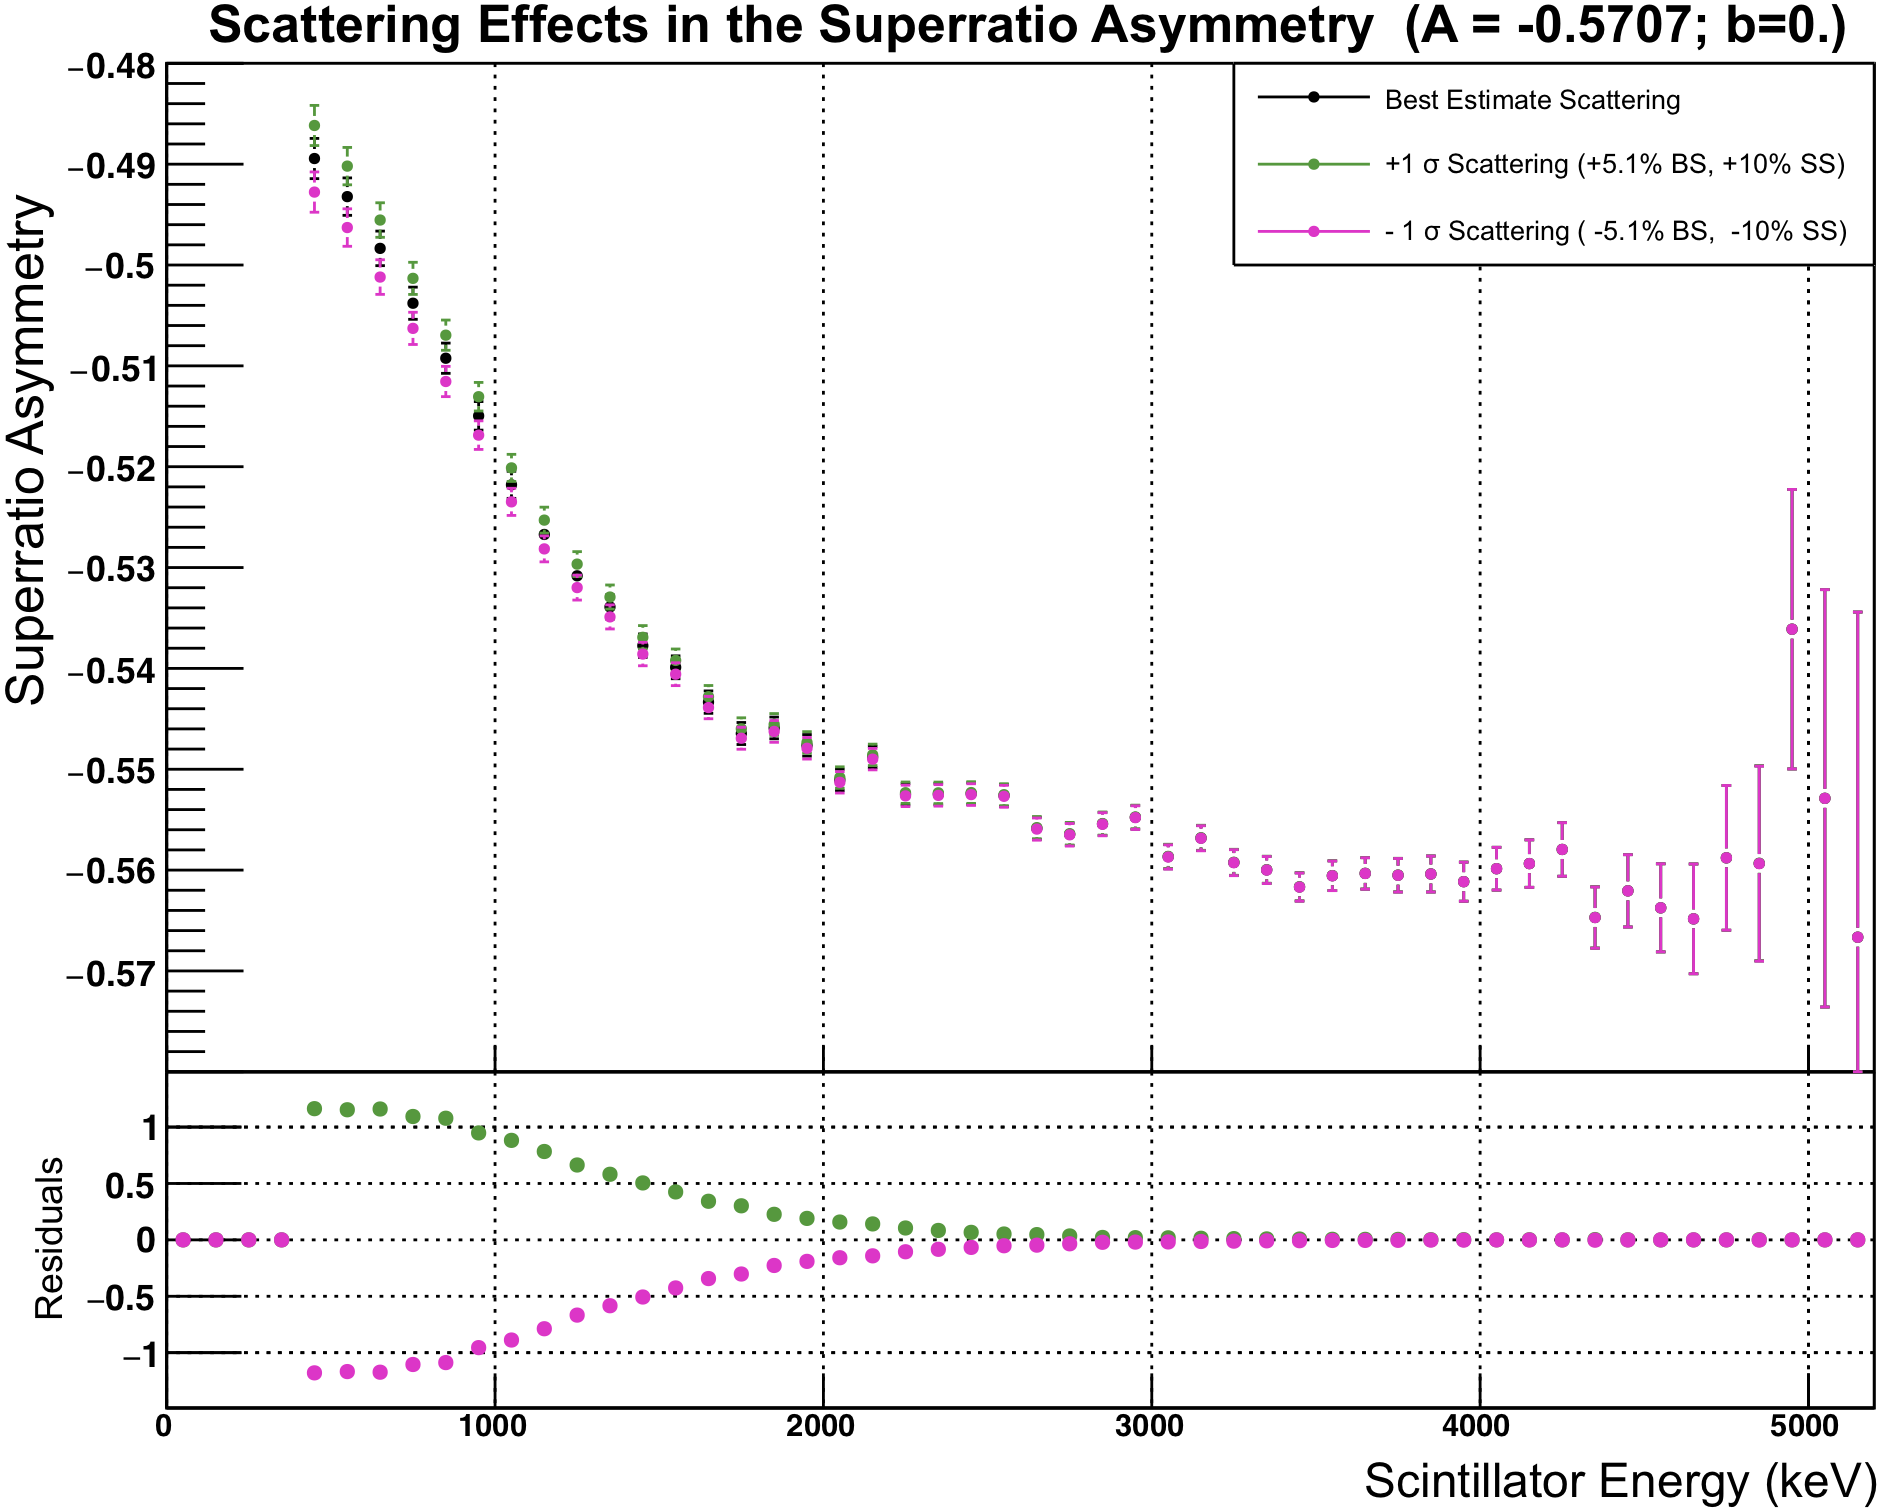 Scattering Effects in the Superratio Asymmetry (A = -0.5707; b=0.)
Best Estimate Scattering
+1 σ Scattering (+5.1% BS, +10% SS)
- 1 σ Scattering ( -5.1% BS, -10% SS)
Superratio Asymmetry
−0.48
−0.49
−0.5
−0.51
−0.52
−0.53
−0.54
−0.55
−0.56
−0.57
Residuals
1
0.5
0
−0.5
−1
0 1000 2000 3000 4000 5000
Scintillator Energy (keV)